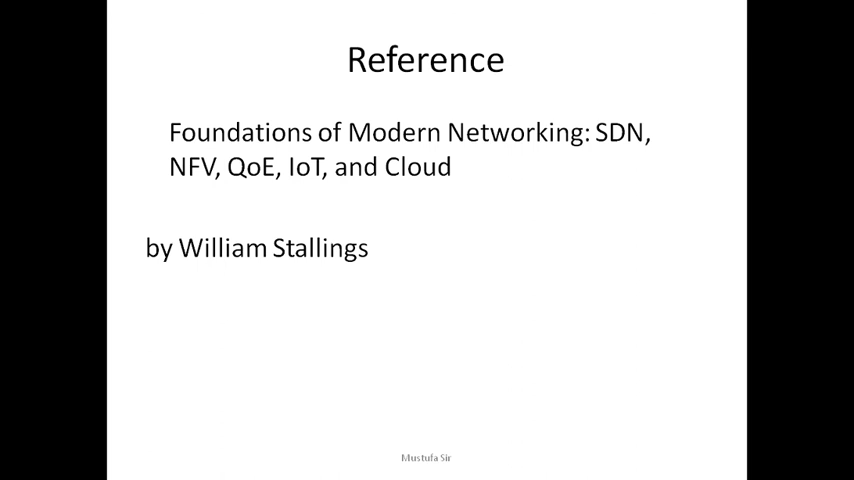 Reference
Foundations of Modern Networking: SDN,
NFV, QoE, IoT, and Cloud
by William Stallings
Mustufa Sir